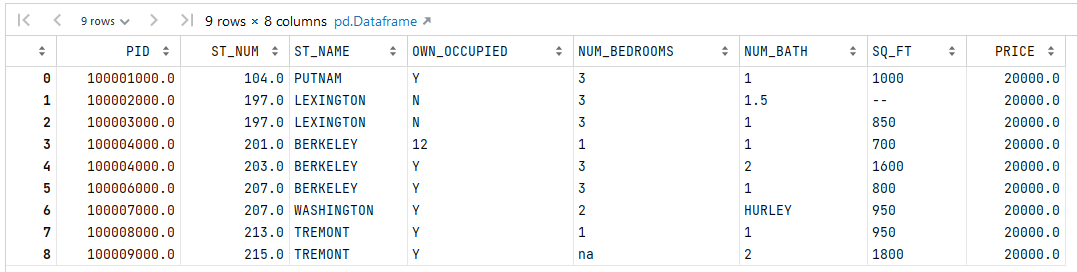 9 rows 9 rows × 8 columns pd.Dataframe
PID ST_NUM ST_NAME OWN_OCCUPIED NUM_BEDROOMS NUM_BATH SQ_FT PRICE
0 100001000.0 104.0 PUTNAM Y 3 1 1000 20000.0
1 100002000.0 197.0 LEXINGTON N 3 1.5 -- 20000.0
2 100003000.0 197.0 LEXINGTON N 3 1 850 20000.0
3 100004000.0 201.0 BERKELEY 12 1 1 700 20000.0
4 100004000.0 203.0 BERKELEY Y 3 2 1600 20000.0
5 100006000.0 207.0 BERKELEY Y 3 1 800 20000.0
6 100007000.0 207.0 WASHINGTON Y 2 HURLEY 950 20000.0
7 100008000.0 213.0 TREMONT Y 1 1 950 20000.0
8 100009000.0 215.0 TREMONT Y na 2 1800 20000.0